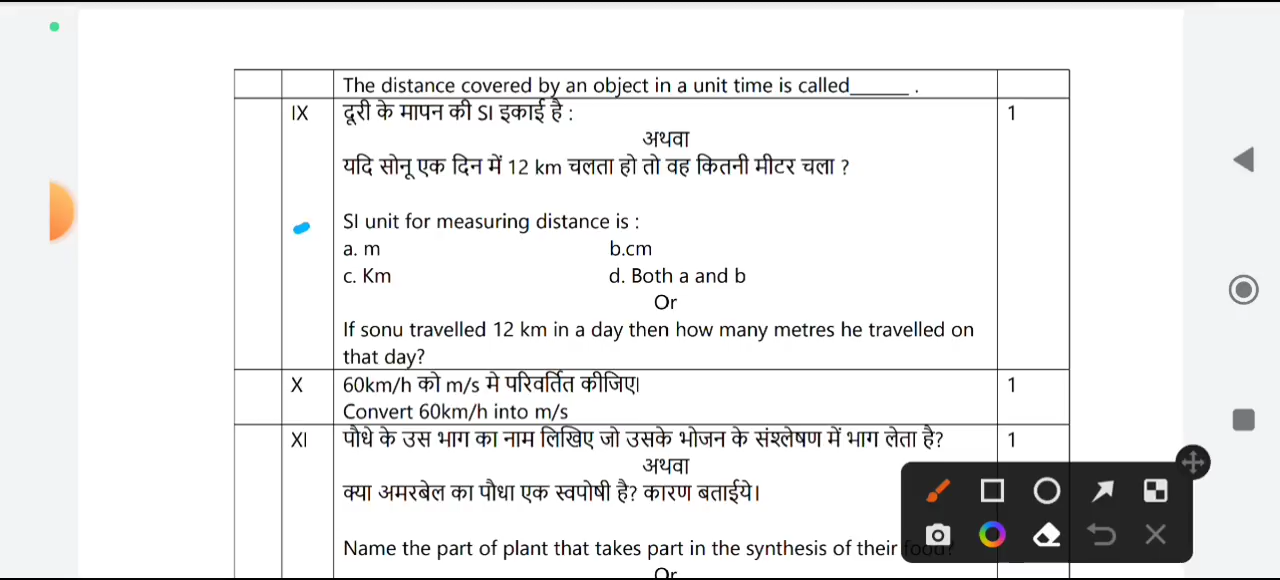 The distance covered by an object in a unit time is called______ .
IX दूरी के मापन की SI इकाई है : 1
अथवा
यदि सोनू एक दिन में 12 km चलता हो तो वह कितनी मीटर चला ?
SI unit for measuring distance is :
a. m b.cm
c. Km d. Both a and b
Or
If sonu travelled 12 km in a day then how many metres he travelled on
that day?
X 60km/h को m/s मे परिवर्तित कीजिए। 1
Convert 60km/h into m/s
XI पौधे के उस भाग का नाम लिखिए जो उसके भोजन के संश्लेषण में भाग लेता है? 1
अथवा
क्या अमरबेल का पौधा एक स्वपोषी है? कारण बताईये।
Name the part of plant that takes part in the synthesis of their food?
Or